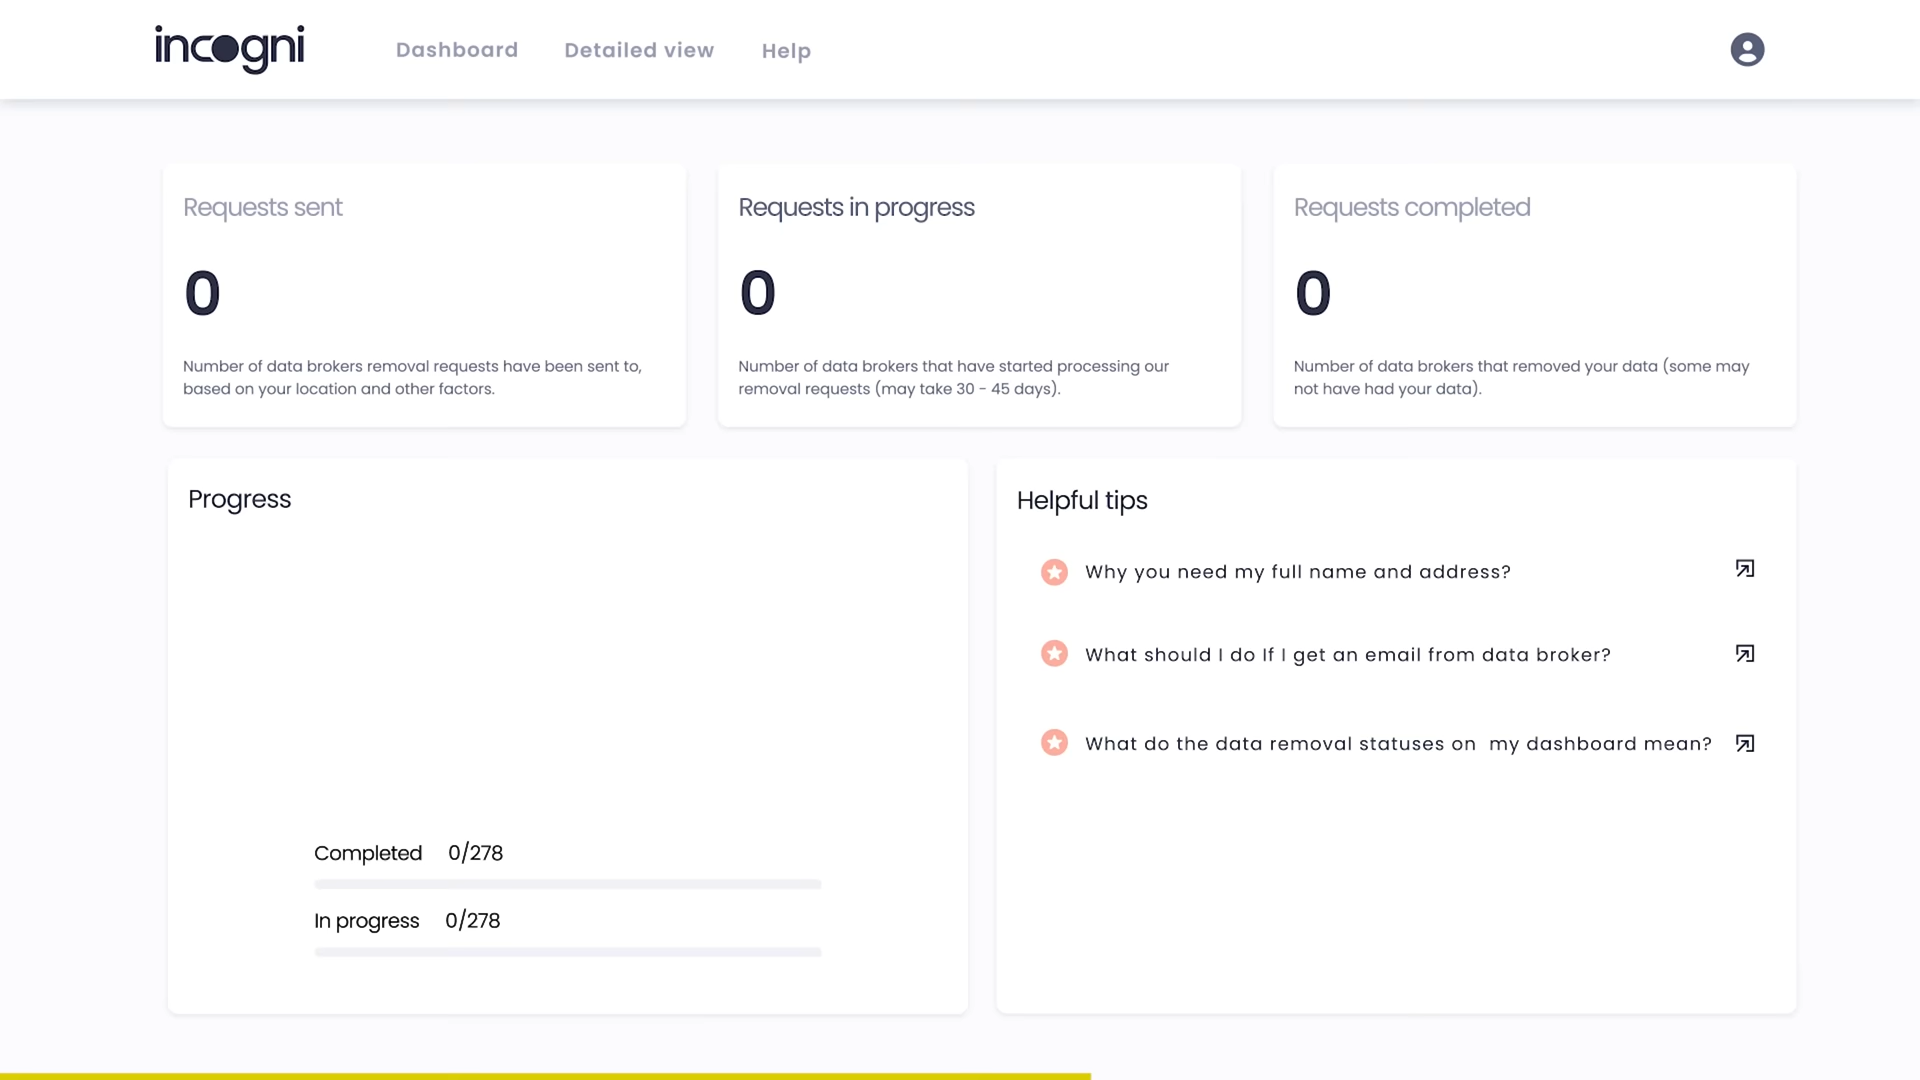 incogni
Dashboard
Detailed view
Help
Requests sent
0
Number of data brokers removal requests have been sent to,
based on your location and other factors.
Requests in progress
0
Number of data brokers that have started processing our
removal requests (may take 30 - 45 days).
Requests completed
0
Number of data brokers that removed your data (some may
not have had your data).
Progress
Completed 0/278
In progress 0/278
Helpful tips
Why you need my full name and address?
What should I do If I get an email from data broker?
What do the data removal statuses on my dashboard mean?